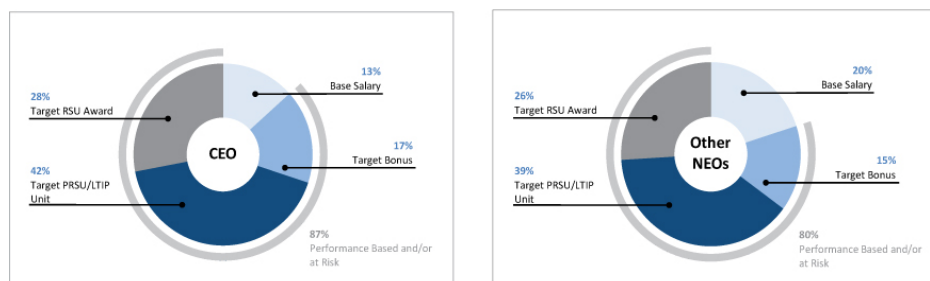 13%
Base Salary
28%
Target RSU Award
CEO
17%
Target Bonus
42%
Target PRSU/LTIP
Unit
87%
Performance Based and/or
at Risk
20%
Base Salary
26%
Target RSU Award
Other
NEOs
15%
Target Bonus
39%
Target PRSU/LTIP
Unit
80%
Performance Based and/or
at Risk